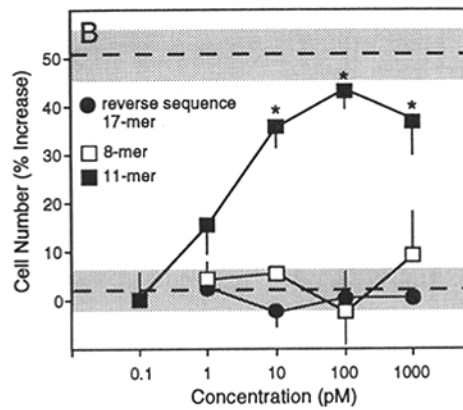 B
50
40
30
20
10
0
Cell Number (% Increase)
reverse sequence
17-mer
8-mer
11-mer
*
*
*
0.1 1 10 100 1000
Concentration (pM)